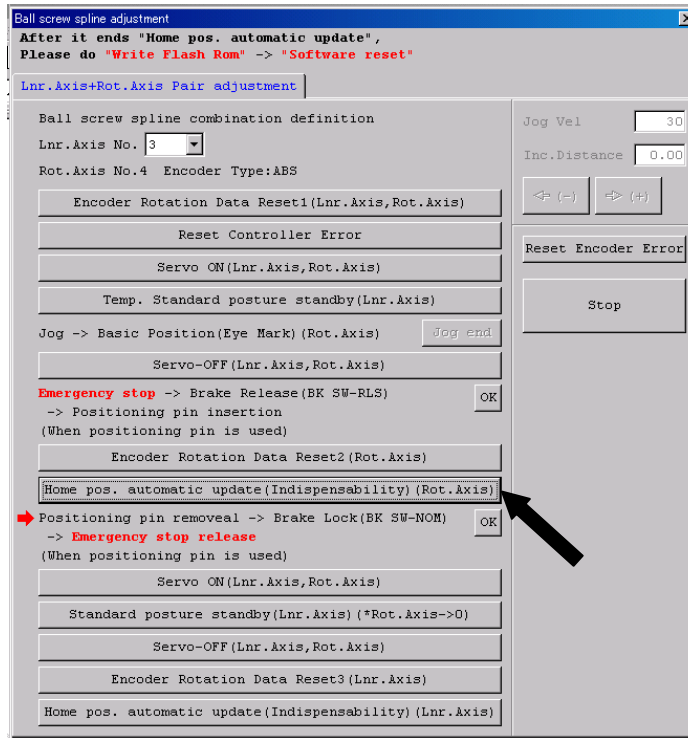 Ball screw spline adjustment
After it ends "Home pos. automatic update",
Please do "Write Flash Rom" -> "Software reset"
Lnr.Axis+Rot.Axis Pair adjustment
Ball screw spline combination definition
Lnr.Axis No. 3
Rot.Axis No.4 Encoder Type:ABS
Encoder Rotation Data Reset1(Lnr.Axis,Rot.Axis)
Reset Controller Error
Servo ON(Lnr.Axis,Rot.Axis)
Temp. Standard posture standby(Lnr.Axis)
Jog -> Basic Position(Eye Mark)(Rot.Axis) Jog end
Servo-OFF(Lnr.Axis,Rot.Axis)
Emergency stop -> Brake Release(BK SW-RLS) OK
-> Positioning pin insertion
(When positioning pin is used)
Encoder Rotation Data Reset2(Rot.Axis)
Home pos. automatic update(Indispensability)(Rot.Axis)
Positioning pin removeal -> Brake Lock(BK SW-NOM) OK
-> Emergency stop release
(When positioning pin is used)
Servo ON(Lnr.Axis,Rot.Axis)
Standard posture standby(Lnr.Axis)(*Rot.Axis->0)
Servo-OFF(Lnr.Axis,Rot.Axis)
Encoder Rotation Data Reset3(Lnr.Axis)
Home pos. automatic update(Indispensability)(Lnr.Axis)
Jog Vel 30
Inc.Distance 0.00
(-) (+)
Reset Encoder Error
Stop